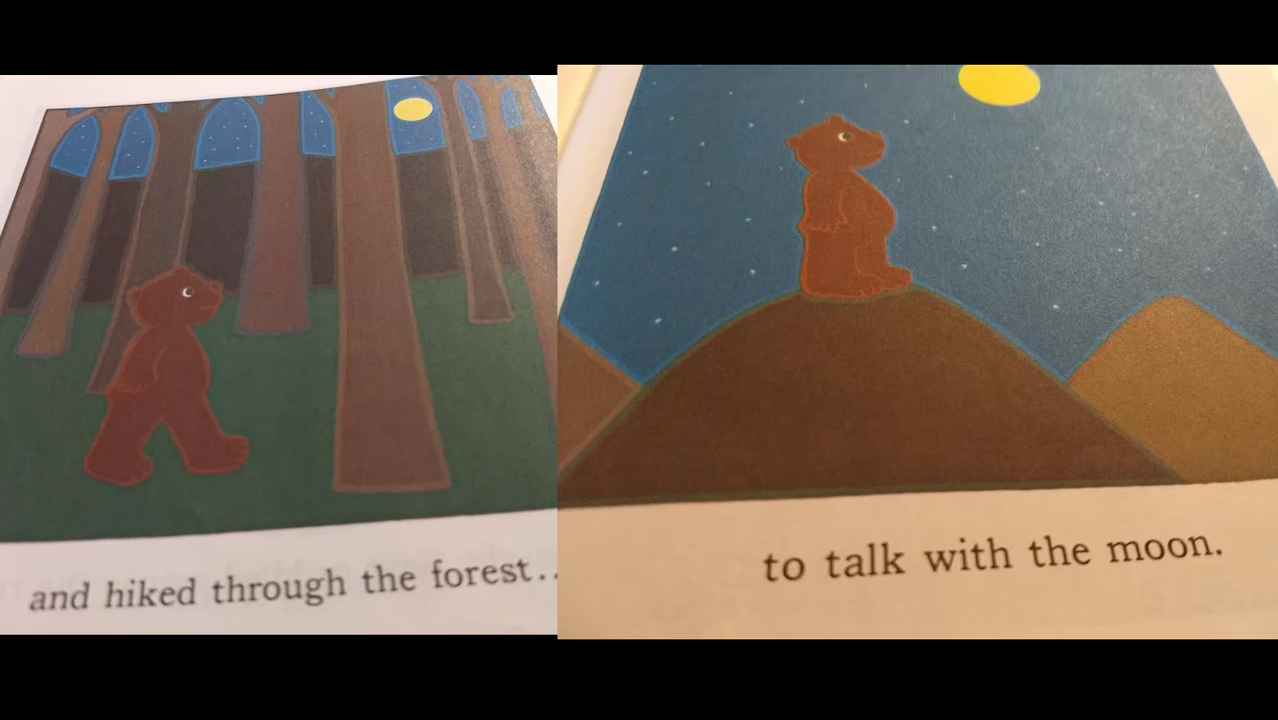 and hiked through the forest..
to talk with the moon.